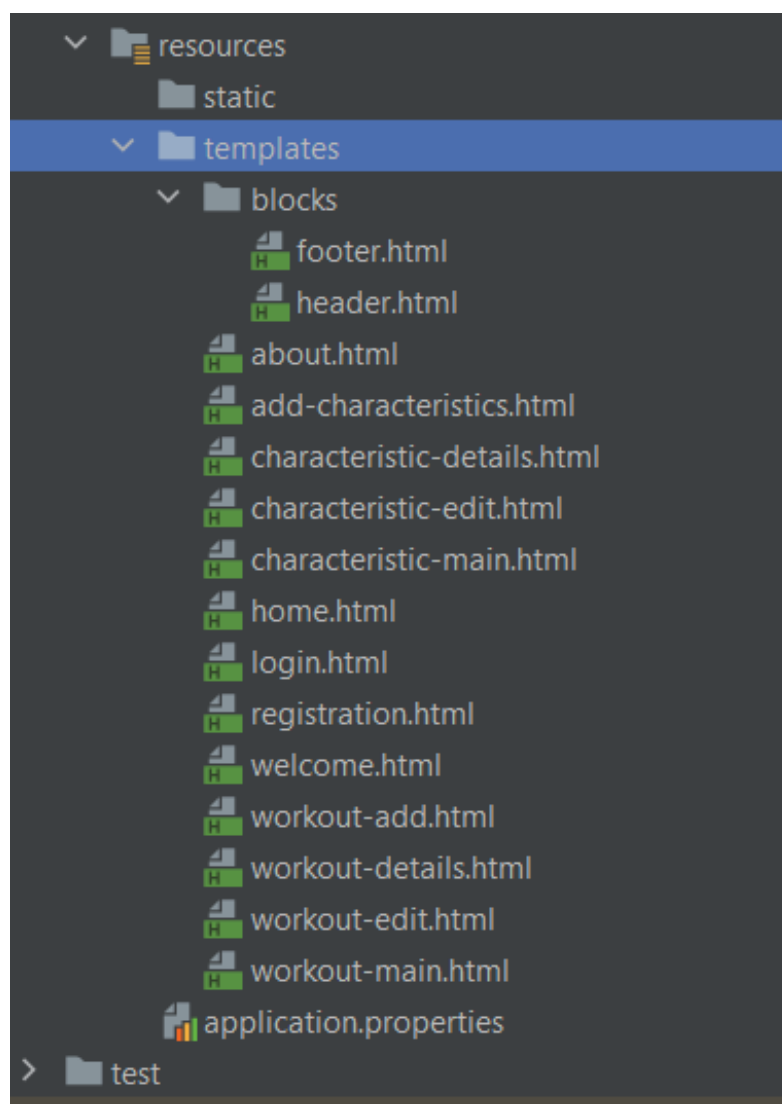 resources
static
templates
blocks
H footer.html
H header.html
H about.html
H add-characteristics.html
H characteristic-details.html
H characteristic-edit.html
H characteristic-main.html
H home.html
H login.html
H registration.html
H welcome.html
H workout-add.html
H workout-details.html
H workout-edit.html
H workout-main.html
application.properties
test